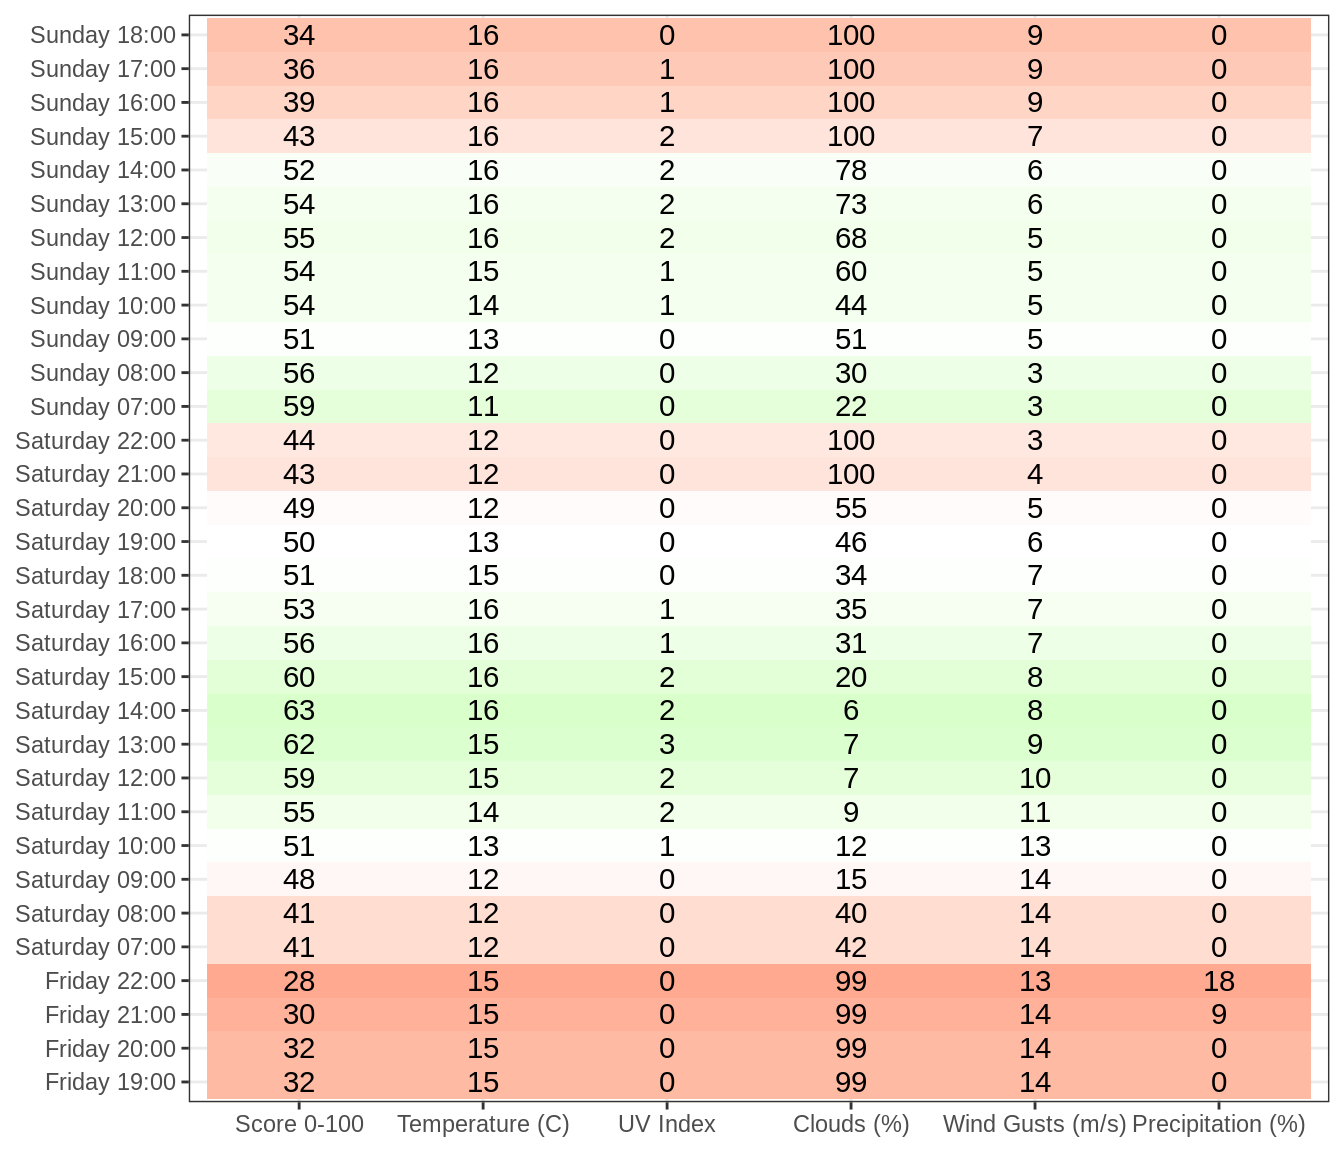 Sunday 18:00 34 16 0 100 9 0
Sunday 17:00 36 16 1 100 9 0
Sunday 16:00 39 16 1 100 9 0
Sunday 15:00 43 16 2 100 7 0
Sunday 14:00 52 16 2 78 6 0
Sunday 13:00 54 16 2 73 6 0
Sunday 12:00 55 16 2 68 5 0
Sunday 11:00 54 15 1 60 5 0
Sunday 10:00 54 14 1 44 5 0
Sunday 09:00 51 13 0 51 5 0
Sunday 08:00 56 12 0 30 3 0
Sunday 07:00 59 11 0 22 3 0
Saturday 22:00 44 12 0 100 3 0
Saturday 21:00 43 12 0 100 4 0
Saturday 20:00 49 12 0 55 5 0
Saturday 19:00 50 13 0 46 6 0
Saturday 18:00 51 15 0 34 7 0
Saturday 17:00 53 16 1 35 7 0
Saturday 16:00 56 16 1 31 7 0
Saturday 15:00 60 16 2 20 8 0
Saturday 14:00 63 16 2 6 8 0
Saturday 13:00 62 15 3 7 9 0
Saturday 12:00 59 15 2 7 10 0
Saturday 11:00 55 14 2 9 11 0
Saturday 10:00 51 13 1 12 13 0
Saturday 09:00 48 12 0 15 14 0
Saturday 08:00 41 12 0 40 14 0
Saturday 07:00 41 12 0 42 14 0
Friday 22:00 28 15 0 99 13 18
Friday 21:00 30 15 0 99 14 9
Friday 20:00 32 15 0 99 14 0
Friday 19:00 32 15 0 99 14 0
Score 0-100 Temperature (C) UV Index Clouds (%) Wind Gusts (m/s) Precipitation (%)